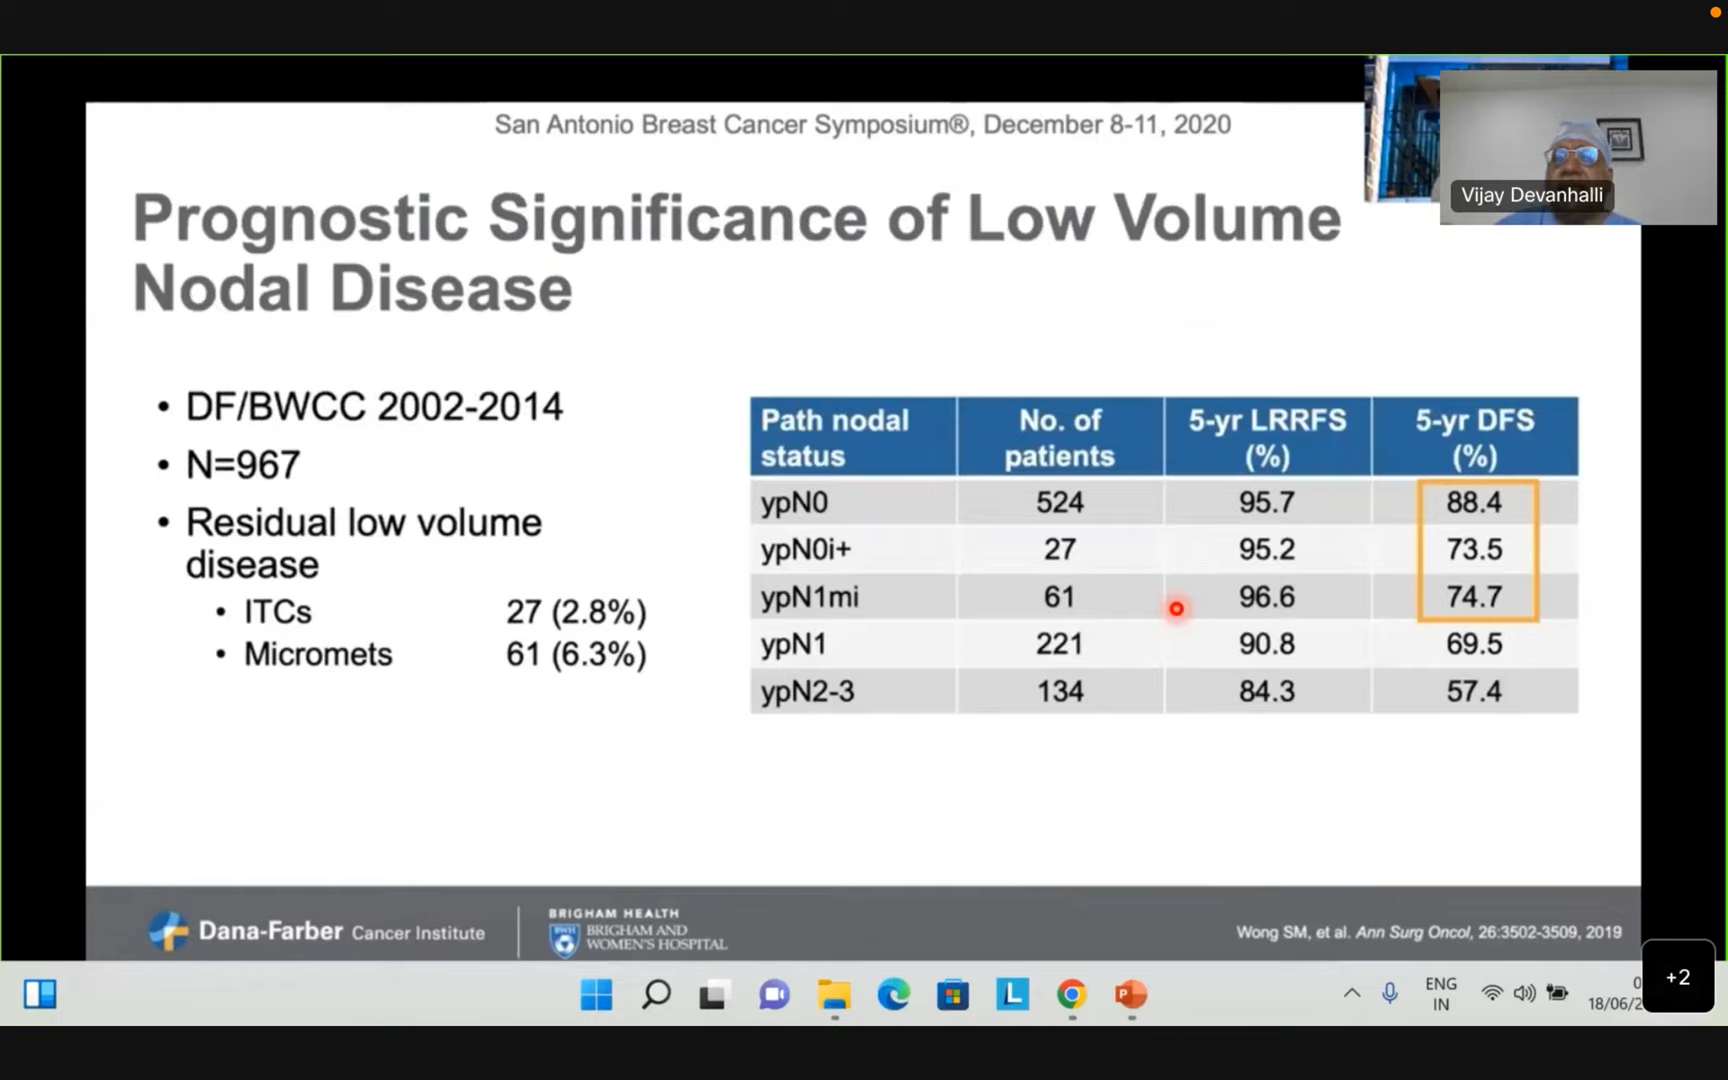 San Antonio Breast Cancer Symposium®, December 8-11, 2020
Vijay Devanhalli
Prognostic Significance of Low Volume
Nodal Disease
• DF/BWCC 2002-2014
• N=967
• Residual low volume
disease
• ITCs 27 (2.8%)
• Micromets 61 (6.3%)
Path nodal status No. of patients 5-yr LRRFS (%) 5-yr DFS (%)
ypN0 524 95.7 88.4
ypN0i+ 27 95.2 73.5
ypN1mi 61 96.6 74.7
ypN1 221 90.8 69.5
ypN2-3 134 84.3 57.4
Dana-Farber Cancer Institute
BRIGHAM HEALTH
BRIGHAM AND
WOMEN'S HOSPITAL
Wong SM, et al. Ann Surg Oncol, 26:3502-3509, 2019
+2
ENG
IN
18/06/2